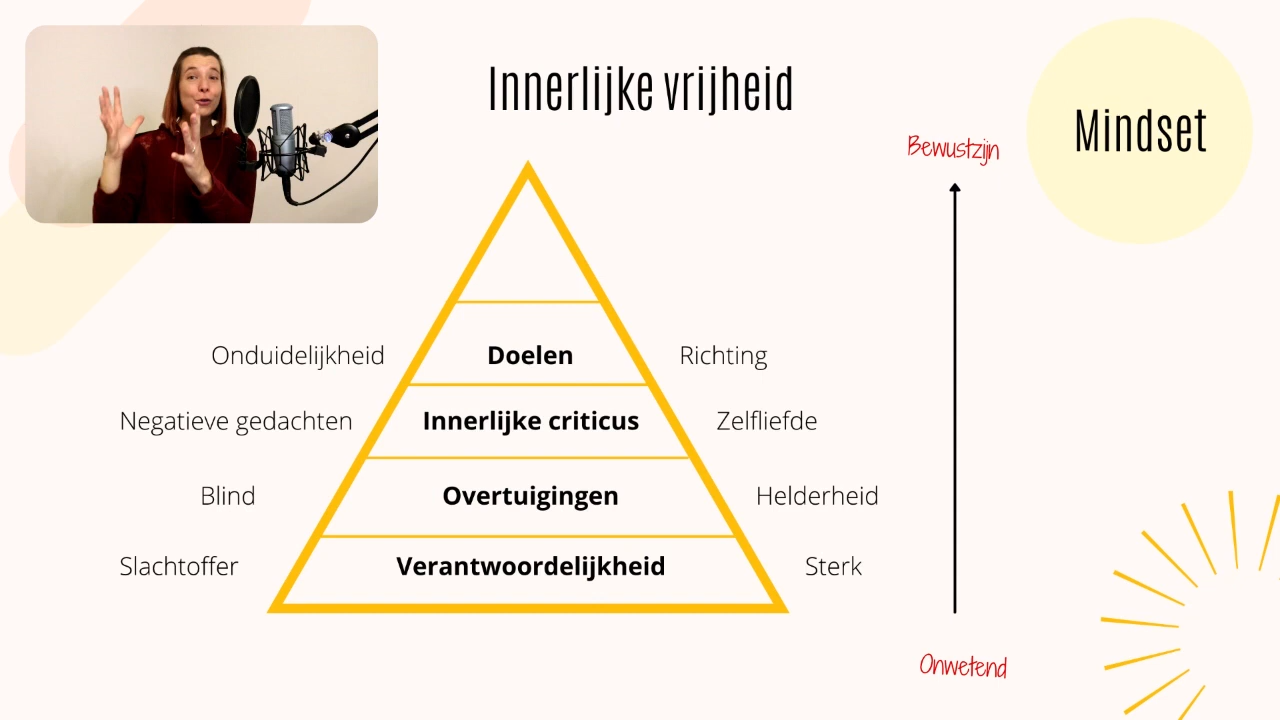 Innerlijke vrijheid
Mindset
Bewustzijn
Onduidelijkheid Doelen Richting
Negatieve gedachten Innerlijke criticus Zelfliefde
Blind Overtuigingen Helderheid
Slachtoffer Verantwoordelijkheid Sterk
Onwetend